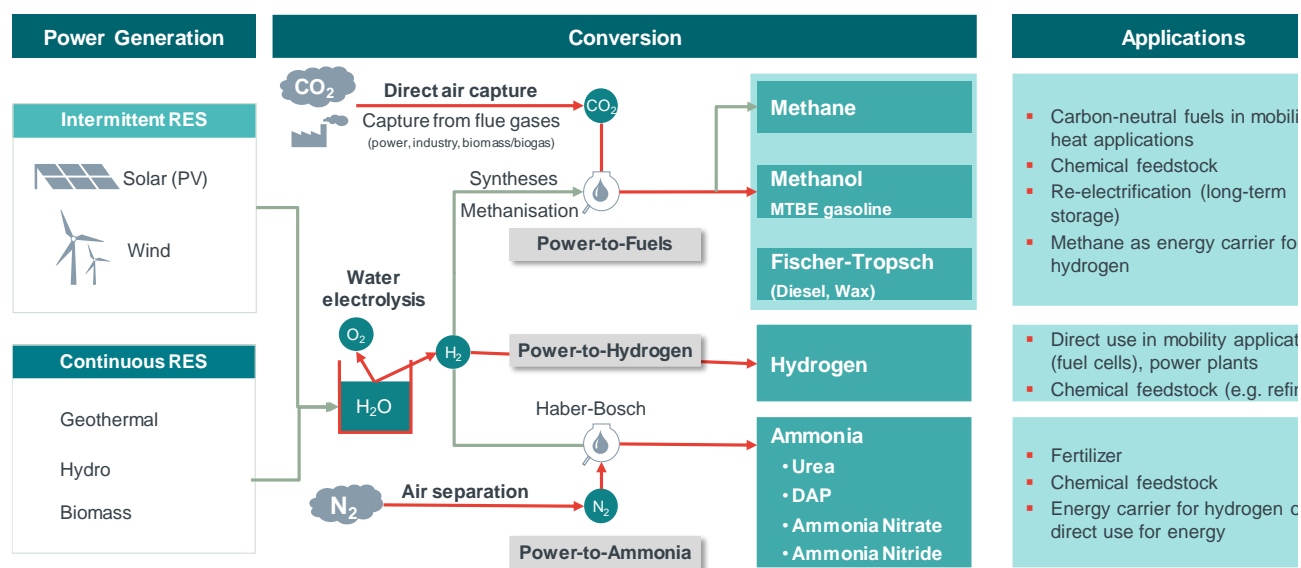 Power Generation
Conversion
Applications
Intermittent RES
Solar (PV)
Wind
Continuous RES
Geothermal
Hydro
Biomass
CO₂
Direct air capture
Capture from flue gases
(power, industry, biomass/biogas)
CO₂
Syntheses
Methanisation
Power-to-Fuels
Water
electrolysis
O₂
H₂
H₂O
Power-to-Hydrogen
Haber-Bosch
N₂
Air separation
N₂
Power-to-Ammonia
Methane
Methanol
MTBE gasoline
Fischer-Tropsch
(Diesel, Wax)
Hydrogen
Ammonia
• Urea
• DAP
• Ammonia Nitrate
• Ammonia Nitride
▪ Carbon-neutral fuels in
heat applications
▪ Chemical feedstock
▪ Re-electrification (long-term
storage)
▪ Methane as energy carrier
hydrogen
▪ Direct use in mobility
(fuel cells), power plants
▪ Chemical feedstock (e.g.
▪ Fertilizer
▪ Chemical feedstock
▪ Energy carrier for hydrogen
direct use for energy